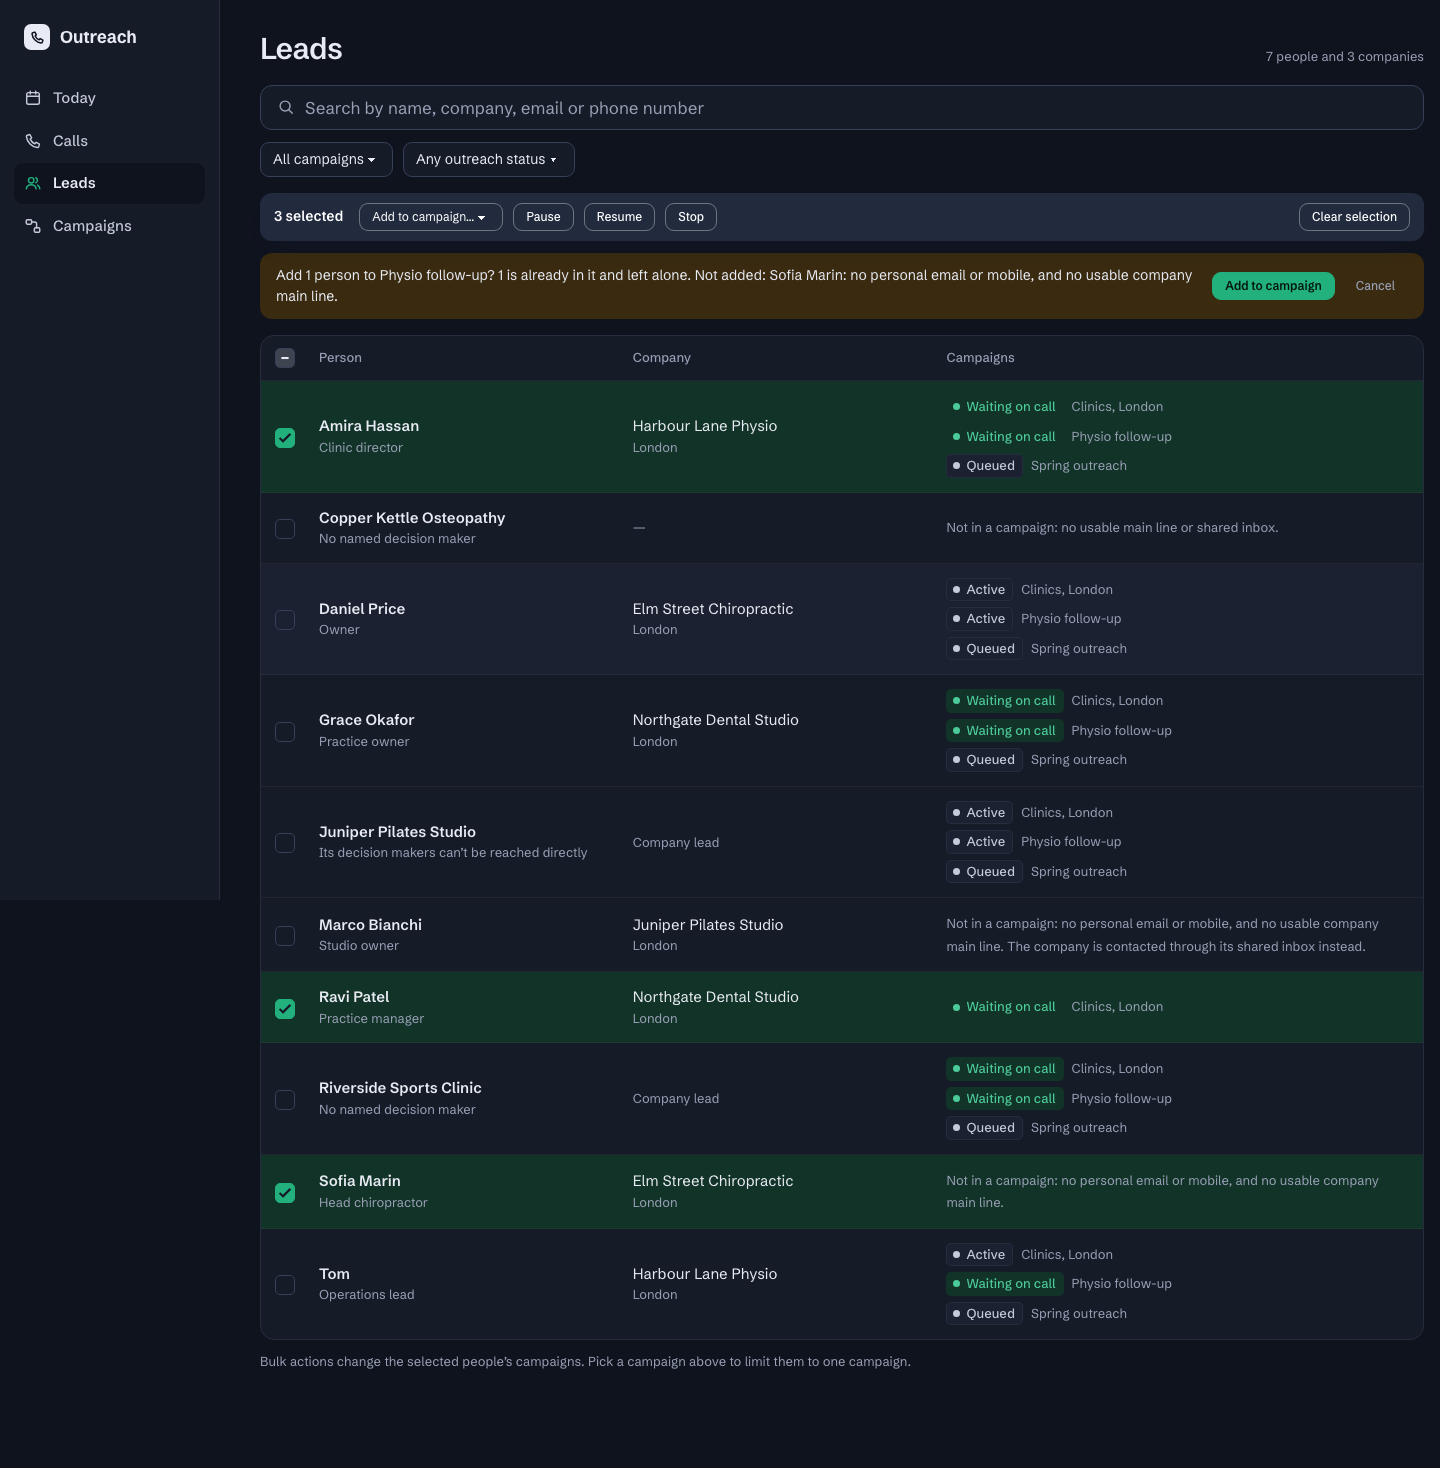 Outreach
Today
Calls
Leads
Campaigns
Leads
7 people and 3 companies
Search by name, company, email or phone number
All campaigns
Any outreach status
3 selected
Add to campaign...
Pause
Resume
Stop
Clear selection
Add 1 person to Physio follow-up? 1 is already in it and left alone. Not added: Sofia Marin: no personal email or mobile, and no usable company
main line.
Add to campaign
Cancel
Person
Company
Campaigns
Amira Hassan
Clinic director
Harbour Lane Physio
London
Waiting on call Clinics, London
Waiting on call Physio follow-up
Queued Spring outreach
Copper Kettle Osteopathy
No named decision maker
—
Not in a campaign: no usable main line or shared inbox.
Daniel Price
Owner
Elm Street Chiropractic
London
Active Clinics, London
Active Physio follow-up
Queued Spring outreach
Grace Okafor
Practice owner
Northgate Dental Studio
London
Waiting on call Clinics, London
Waiting on call Physio follow-up
Queued Spring outreach
Juniper Pilates Studio
Its decision makers can't be reached directly
Company lead
Active Clinics, London
Active Physio follow-up
Queued Spring outreach
Marco Bianchi
Studio owner
Juniper Pilates Studio
London
Not in a campaign: no personal email or mobile, and no usable company
main line. The company is contacted through its shared inbox instead.
Ravi Patel
Practice manager
Northgate Dental Studio
London
Waiting on call Clinics, London
Riverside Sports Clinic
No named decision maker
Company lead
Waiting on call Clinics, London
Waiting on call Physio follow-up
Queued Spring outreach
Sofia Marin
Head chiropractor
Elm Street Chiropractic
London
Not in a campaign: no personal email or mobile, and no usable company
main line.
Tom
Operations lead
Harbour Lane Physio
London
Active Clinics, London
Waiting on call Physio follow-up
Queued Spring outreach
Bulk actions change the selected people's campaigns. Pick a campaign above to limit them to one campaign.